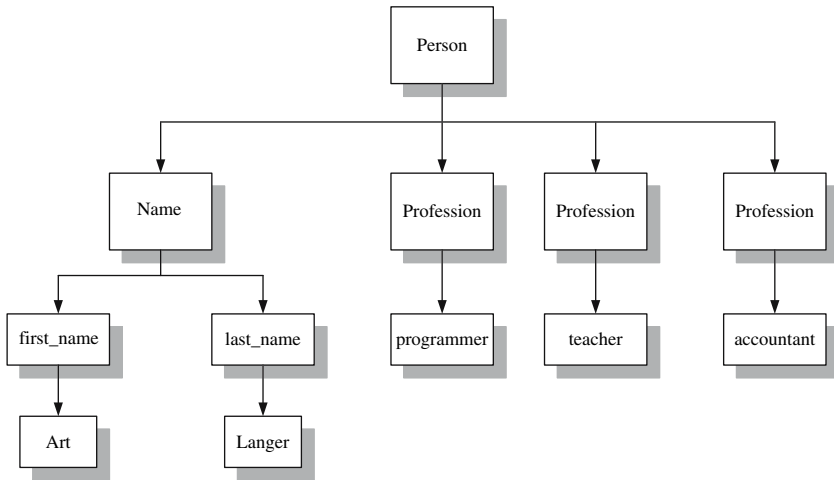 Person
Name
Profession
Profession
Profession
first_name
last_name
programmer
teacher
accountant
Art
Langer